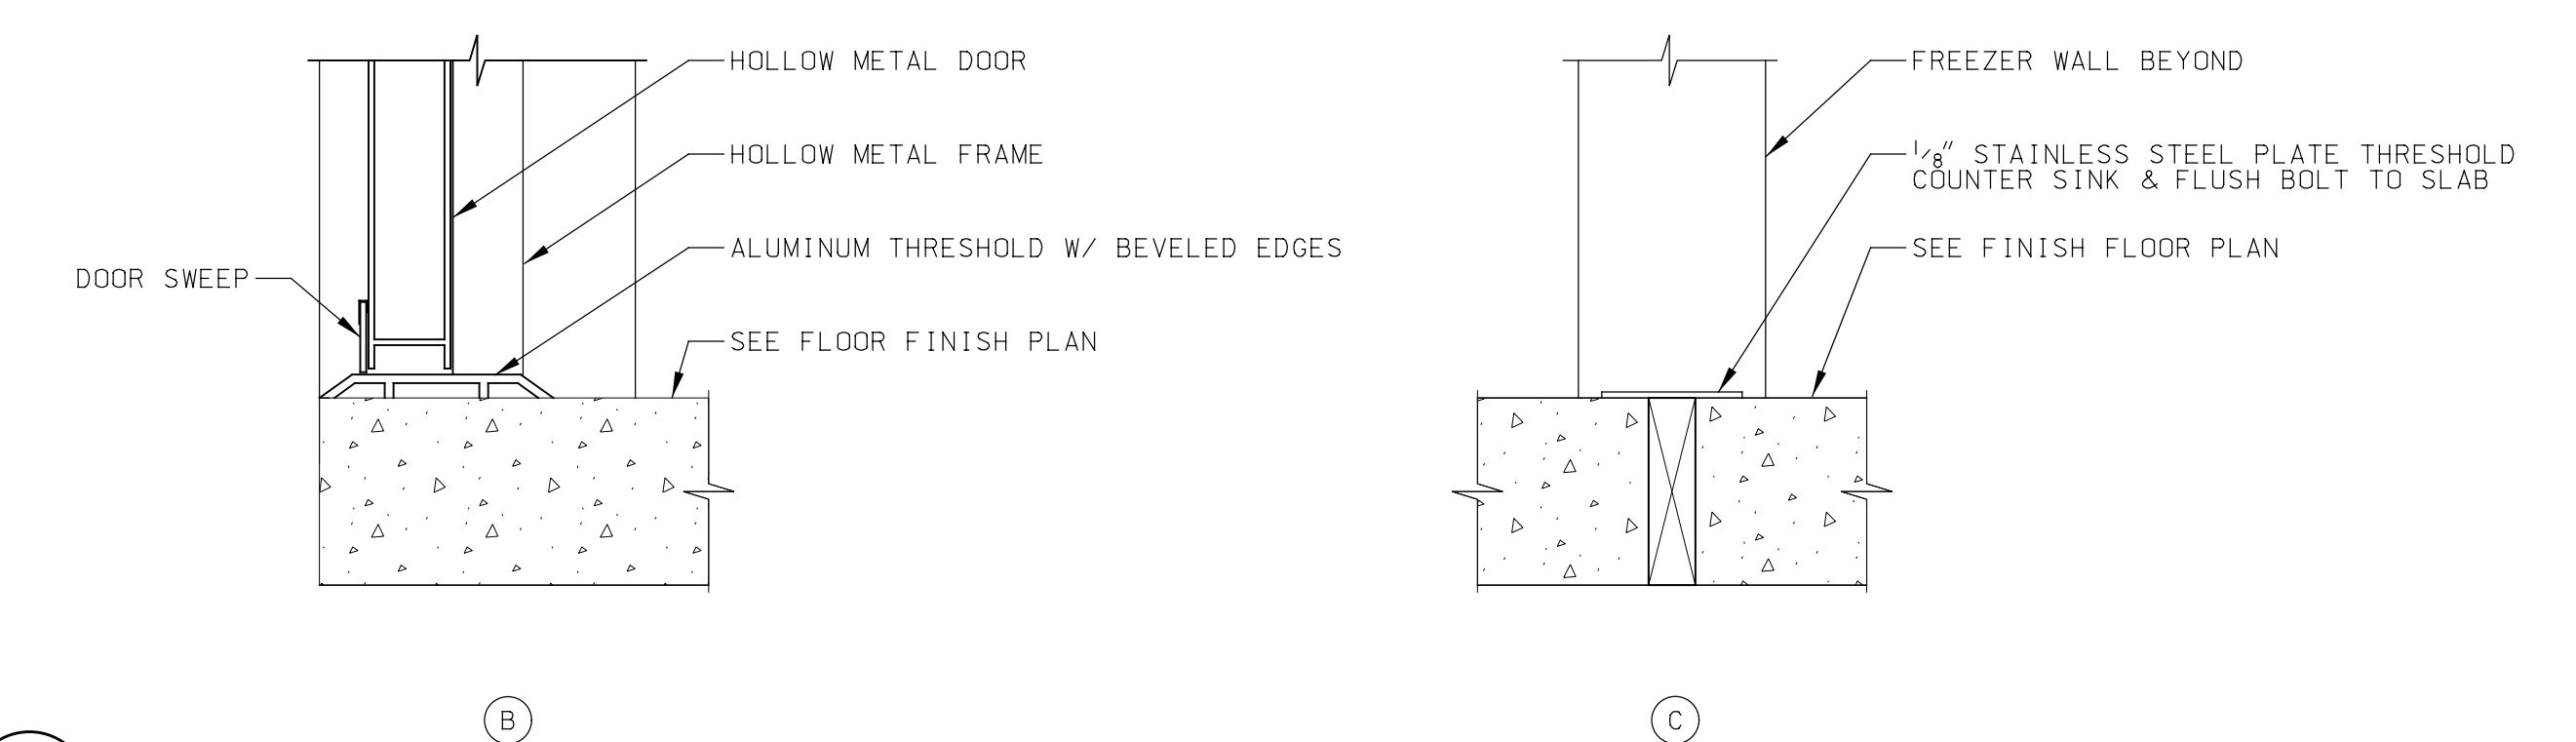 HOLLOW METAL DOOR
HOLLOW METAL FRAME
ALUMINUM THRESHOLD W/ BEVELED EDGES
DOOR SWEEP
SEE FLOOR FINISH PLAN
B
FREEZER WALL BEYOND
1/8" STAINLESS STEEL PLATE THRESHOLD
COUNTER SINK & FLUSH BOLT TO SLAB
SEE FINISH FLOOR PLAN
C